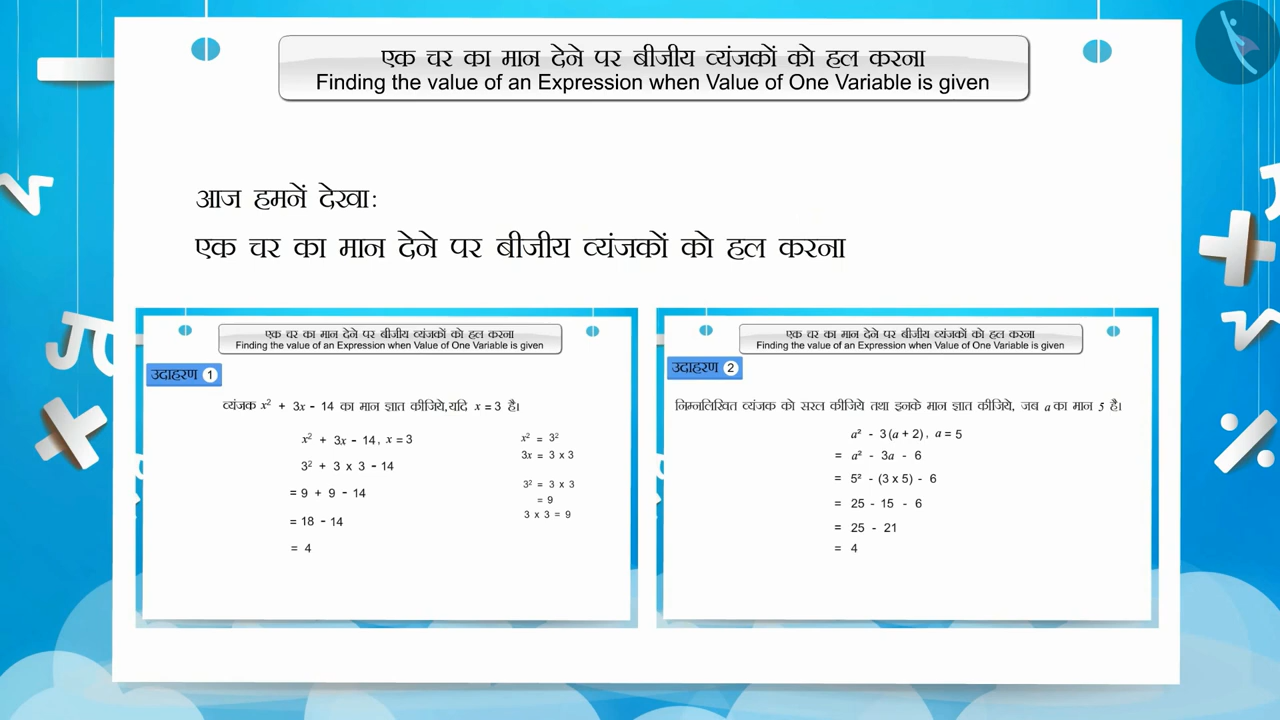 एक चर का मान देने पर बीजीय व्यंजकों को हल करना
Finding the value of an Expression when Value of One Variable is given
आज हमनें देखा:
एक चर का मान देने पर बीजीय व्यंजकों को हल करना
एक चर का मान देने पर बीजीय व्यंजकों को हल करना
Finding the value of an Expression when Value of One Variable is given
उदाहरण 1
व्यंजक x² + 3x − 14 का मान ज्ञात कीजिये, यदि x = 3 है।
x² + 3x − 14, x = 3
3² + 3 x 3 − 14
= 9 + 9 − 14
= 18 − 14
= 4
x² = 3²
3x = 3 x 3
3² = 3 x 3
= 9
3 x 3 = 9
एक चर का मान देने पर बीजीय व्यंजकों को हल करना
Finding the value of an Expression when Value of One Variable is given
उदाहरण 2
निम्नलिखित व्यंजक को सरल कीजिये तथा इनके मान ज्ञात कीजिये, जब a का मान 5 है।
a² - 3 (a + 2), a = 5
= a² - 3a - 6
= 5² - (3 x 5) - 6
= 25 - 15 - 6
= 25 - 21
= 4